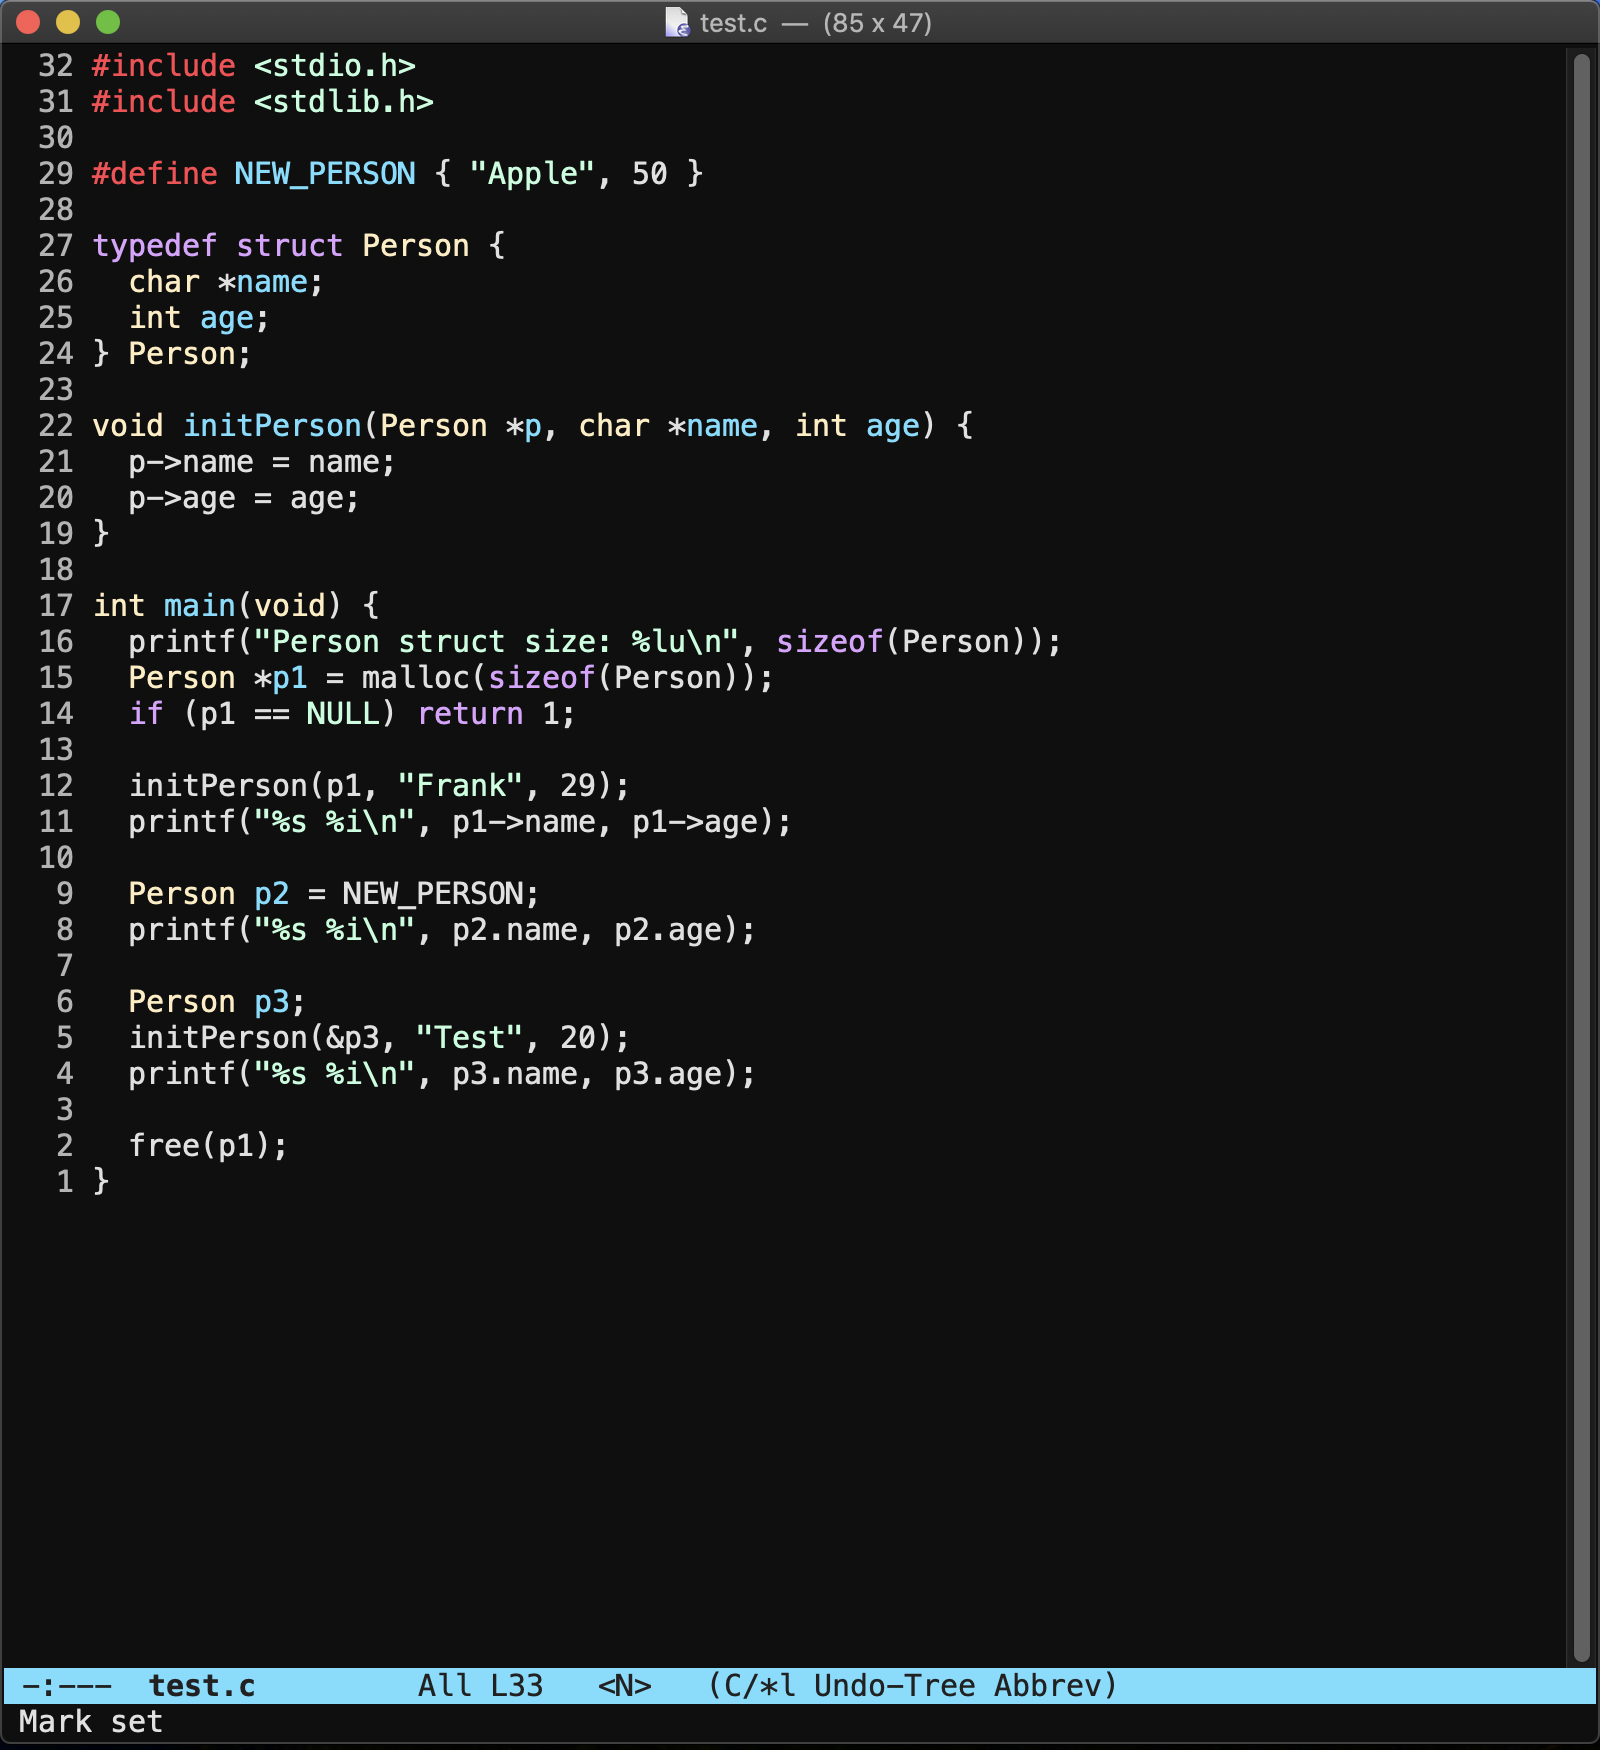 test.c — (85 x 47)
32 #include <stdio.h>
31 #include <stdlib.h>
30
29 #define NEW_PERSON { "Apple", 50 }
28
27 typedef struct Person {
26   char *name;
25   int age;
24 } Person;
23
22 void initPerson(Person *p, char *name, int age) {
21   p->name = name;
20   p->age = age;
19 }
18
17 int main(void) {
16   printf("Person struct size: %lu\n", sizeof(Person));
15   Person *p1 = malloc(sizeof(Person));
14   if (p1 == NULL) return 1;
13
12   initPerson(p1, "Frank", 29);
11   printf("%s %i\n", p1->name, p1->age);
10
9   Person p2 = NEW_PERSON;
8   printf("%s %i\n", p2.name, p2.age);
7
6   Person p3;
5   initPerson(&p3, "Test", 20);
4   printf("%s %i\n", p3.name, p3.age);
3
2   free(p1);
1 }
-:---  test.c         All L33   <N>   (C/*l Undo-Tree Abbrev)
Mark set